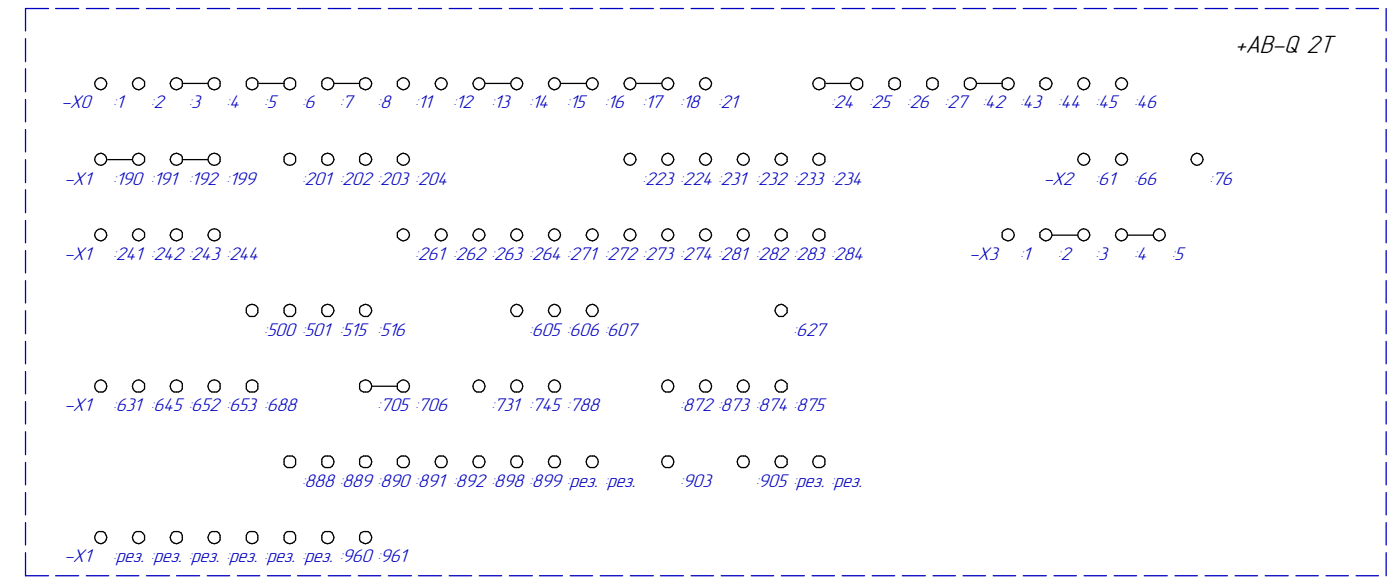 +AB-Q 2T
-X0 :1 :2 :3 :4 :5 :6 :7 :8 :11 :12 :13 :14 :15 :16 :17 :18 :21 :24 :25 :26 :27 :42 :43 :44 :45 :46
-X1 :190 :191 :192 :199 :201 :202 :203 :204 :223 :224 :231 :232 :233 :234 -X2 :61 :66 :76
-X1 :241 :242 :243 :244 :261 :262 :263 :264 :271 :272 :273 :274 :281 :282 :283 :284 -X3 :1 :2 :3 :4 :5
:500 :501 :515 :516 :605 :606 :607 :627
-X1 :631 :645 :652 :653 :688 :705 :706 :731 :745 :788 :872 :873 :874 :875
:888 :889 :890 :891 :892 :898 :899 :рез. :рез. :903 :905 :рез. :рез.
-X1 :рез. :рез. :рез. :рез. :рез. :рез. :960 :961